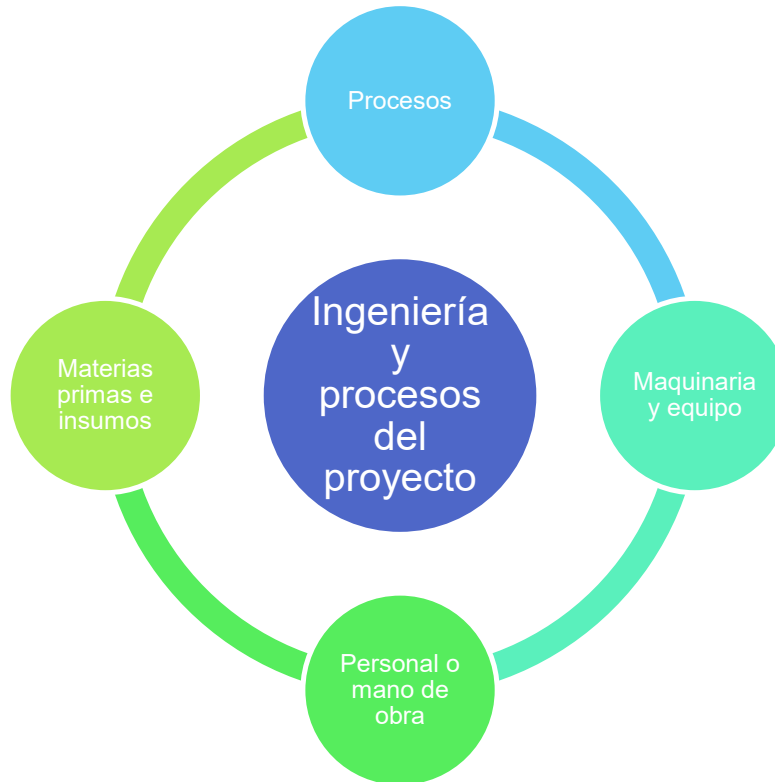 Procesos
Ingeniería
y
procesos
del
proyecto
Materias
primas e
insumos
Maquinaria
y equipo
Personal o
mano de
obra